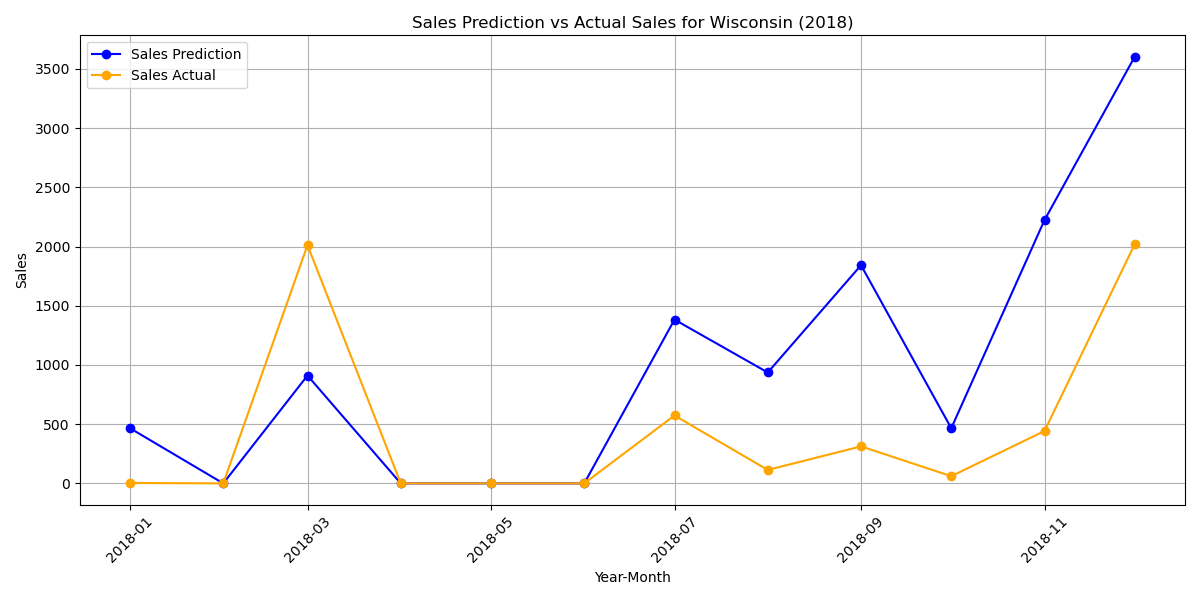 Sales Prediction vs Actual Sales for Wisconsin (2018)
Sales Prediction
Sales Actual
3500
3000
2500
2000
1500
1000
500
0
Sales
2018-01
2018-03
2018-05
2018-07
2018-09
2018-11
Year-Month